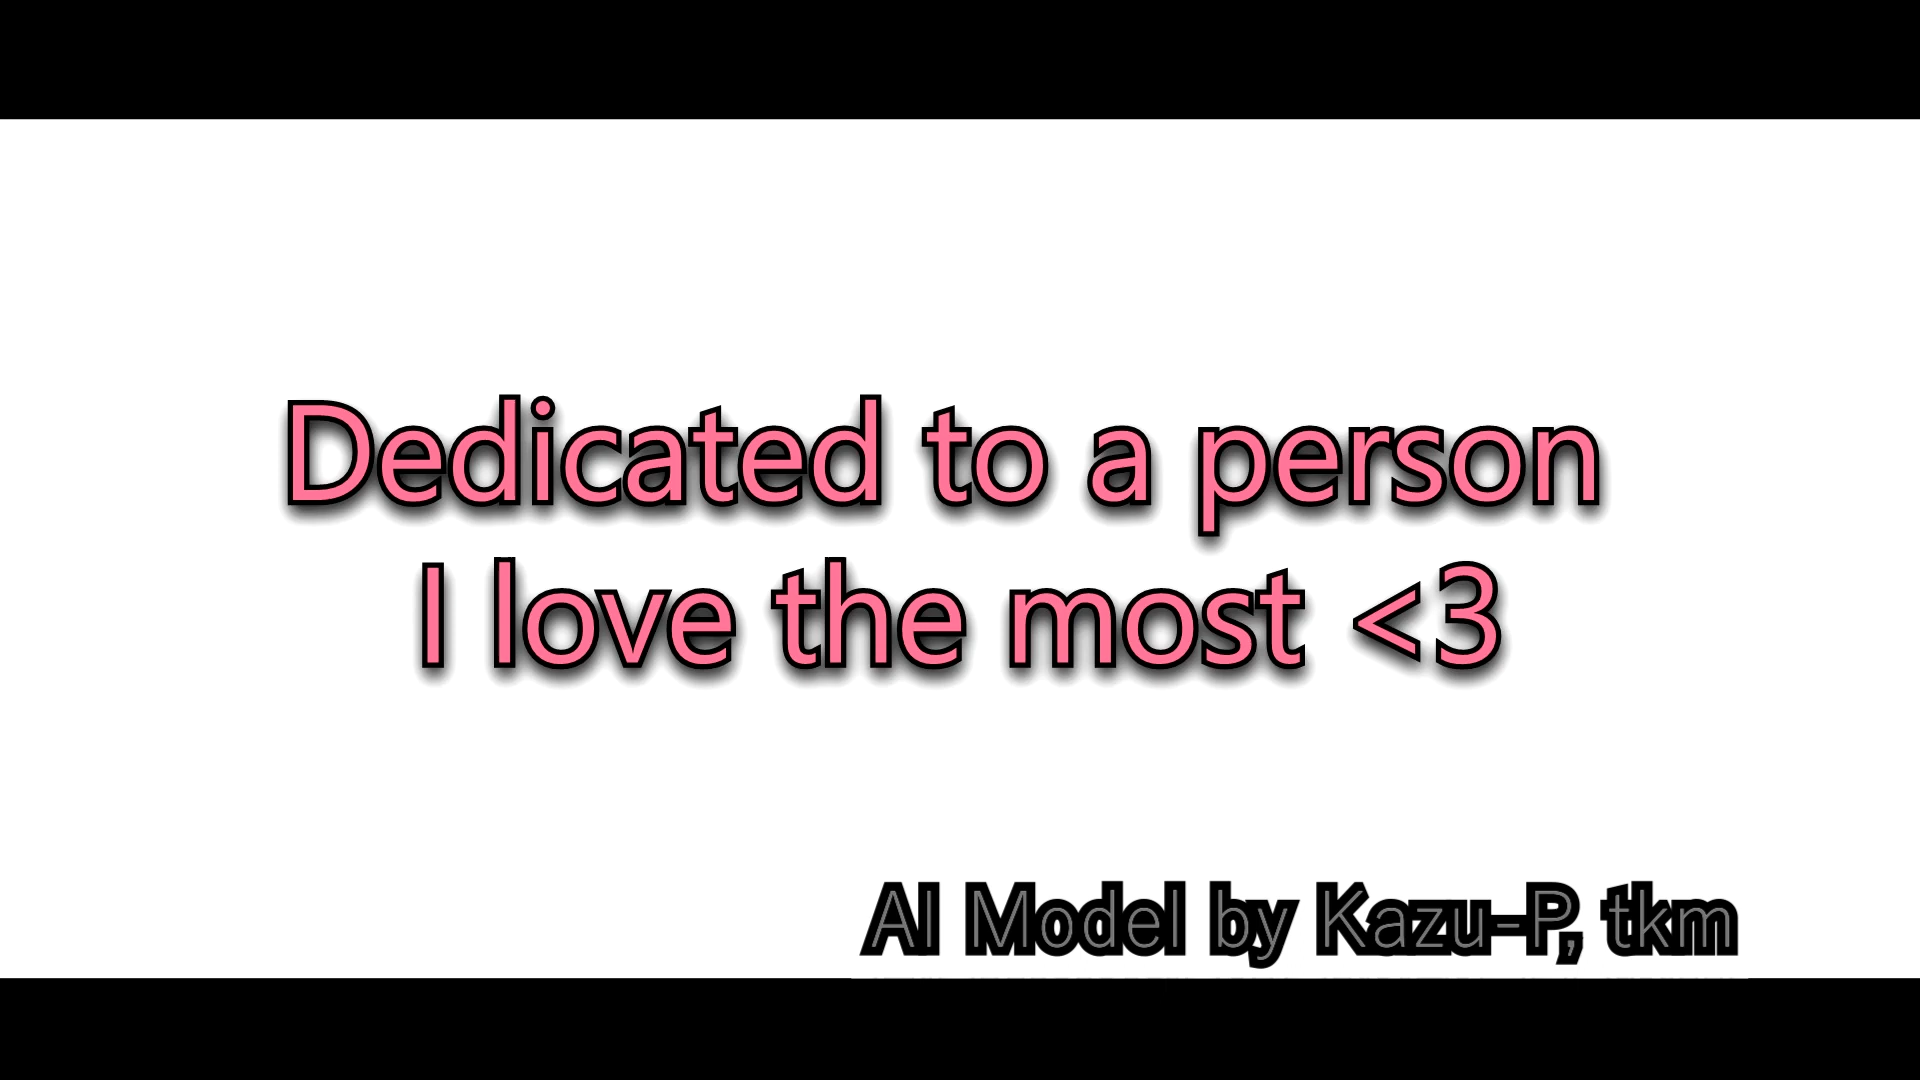 Dedicated to a person
I love the most <3
AI Model by Kazu-P, tkm